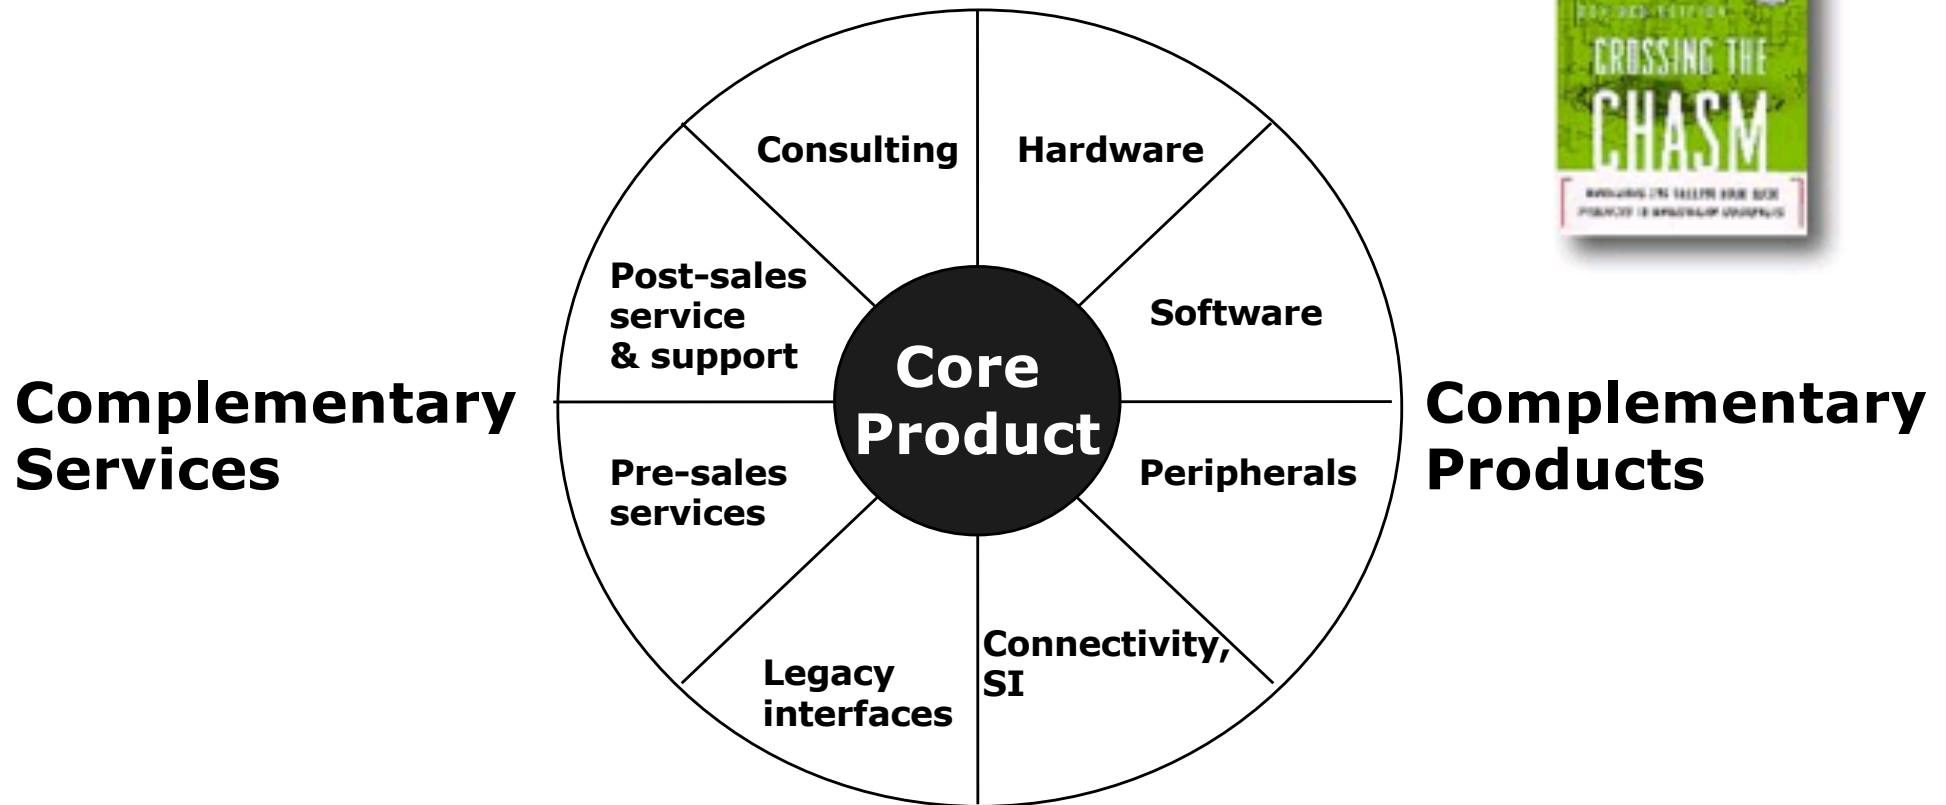 CROSSING THE
CHASM
Consulting
Hardware
Post-sales
service
& support
Software
Core
Product
Complementary
Services
Complementary
Products
Pre-sales
services
Peripherals
Connectivity,
SI
Legacy
interfaces